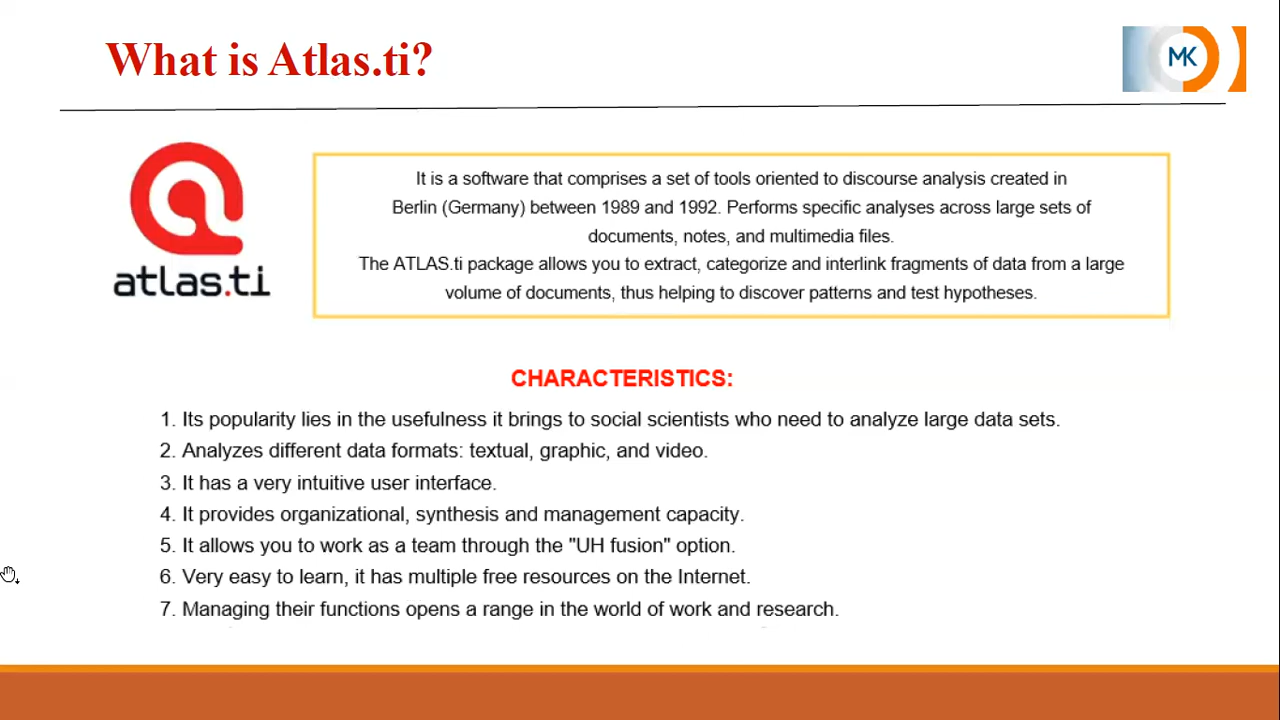 What is Atlas.ti?
MK
atlas.ti
It is a software that comprises a set of tools oriented to discourse analysis created in
Berlin (Germany) between 1989 and 1992. Performs specific analyses across large sets of
documents, notes, and multimedia files.
The ATLAS.ti package allows you to extract, categorize and interlink fragments of data from a large
volume of documents, thus helping to discover patterns and test hypotheses.
CHARACTERISTICS:
1. Its popularity lies in the usefulness it brings to social scientists who need to analyze large data sets.
2. Analyzes different data formats: textual, graphic, and video.
3. It has a very intuitive user interface.
4. It provides organizational, synthesis and management capacity.
5. It allows you to work as a team through the "UH fusion" option.
6. Very easy to learn, it has multiple free resources on the Internet.
7. Managing their functions opens a range in the world of work and research.